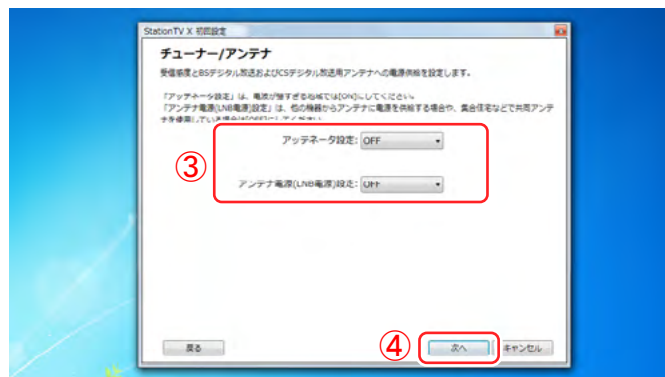 StationTV X 初回設定
チューナー/アンテナ
受信感度とBSデジタル放送およびCSデジタル放送用アンテナへの電源供給を設定します。
「アッテネータ設定」は、電波が強すぎる地域では[ON]にしてください。
「アンテナ電源(LNB電源)設定」は、他の機器からアンテナに電源を供給する場合や、集合住宅などで共同アンテ
ナを使用している場合は[OFF]にしてください。
③
アッテネータ設定: OFF
アンテナ電源(LNB電源)設定: OFF
戻る
④
次へ
キャンセル